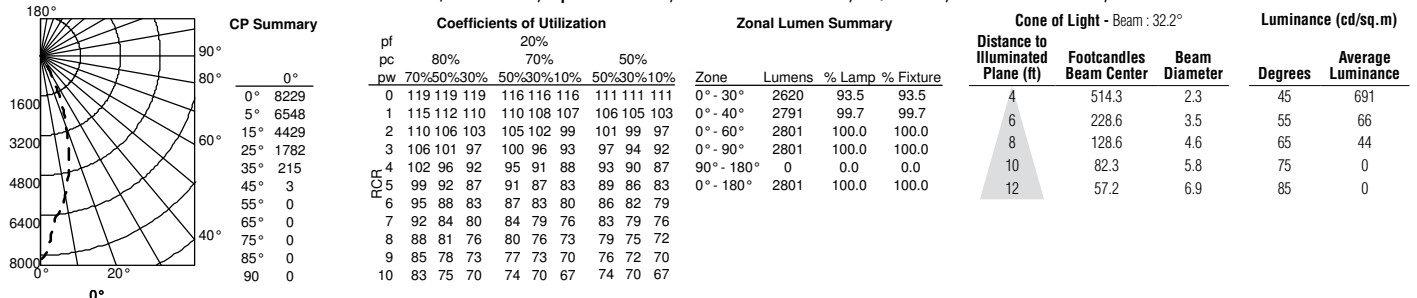 180°
90°
80°
60°
40°
1600
3200
4800
6400
8000
0° 20°
0°
CP Summary
0°
0° 8229
5° 6548
15° 4429
25° 1782
35° 215
45° 3
55° 0
65° 0
75° 0
85° 0
90 0
Coefficients of Utilization
pf 20%
pc 80% 70% 50%
pw 70%50%30% 50%30%10% 50%30%10%
0 119 119 119 116 116 116 111 111 111
1 115 112 110 110 108 107 106 105 103
2 110 106 103 105 102 99 101 99 97
3 106 101 97 100 96 93 97 94 92
4 102 96 92 95 91 88 93 90 87
RCR
5 99 92 87 91 87 83 89 86 83
6 95 88 83 87 83 80 86 82 79
7 92 84 80 84 79 76 83 79 76
8 88 81 76 80 76 73 79 75 72
9 85 78 73 77 73 70 76 72 70
10 83 75 70 74 70 67 74 70 67
Zonal Lumen Summary
Zone Lumens % Lamp % Fixture
0° - 30° 2620 93.5 93.5
0° - 40° 2791 99.7 99.7
0° - 60° 2801 100.0 100.0
0° - 90° 2801 100.0 100.0
90° - 180° 0 0.0 0.0
0° - 180° 2801 100.0 100.0
Cone of Light - Beam : 32.2°
Distance to
Illuminated Footcandles Beam
Plane (ft) Beam Center Diameter
4 514.3 2.3
6 228.6 3.5
8 128.6 4.6
10 82.3 5.8
12 57.2 6.9
Luminance (cd/sq.m)
Average
Degrees Luminance
45 691
55 66
65 44
75 0
85 0